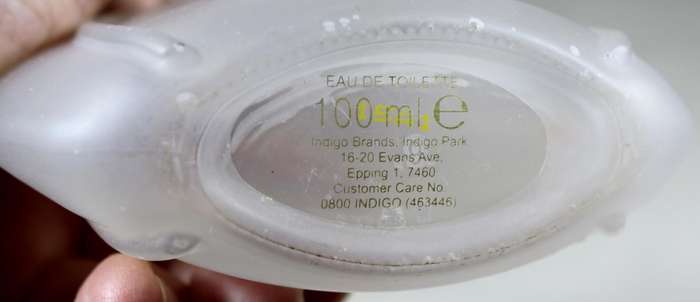 EAU DE TOILETTE
100ml e
Indigo Brands, Indigo Park
16-20 Evans Ave,
Epping 1, 7460
Customer Care No
0800 INDIGO (463446)